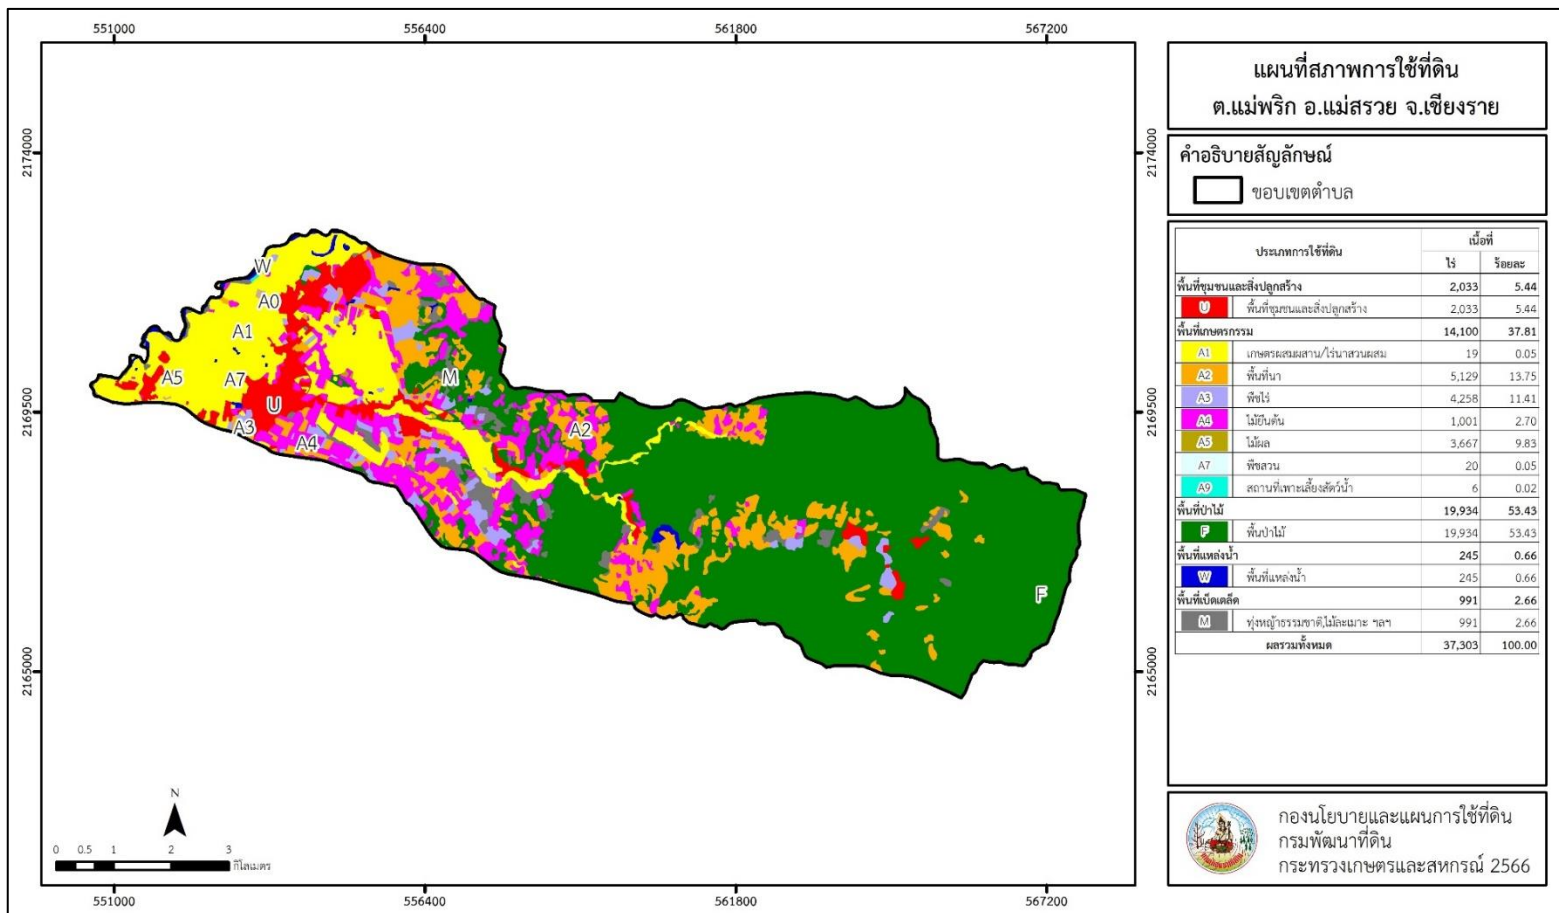 551000 556400 561800 567200
2174000 2174000
2169500 2169500
2165000 2165000
W
A0
A1
A5
A7
M
U
A3
A4
A2
F
N
0 0.5 1 2 3
กิโลเมตร
551000 556400 561800 567200
แผนที่สภาพการใช้ที่ดิน
ต.แม่พริก อ.แม่สรวย จ.เชียงราย
คำอธิบายสัญลักษณ์
ขอบเขตตำบล
ประเภทการใช้ที่ดิน เนื้อที่
ไร่ ร้อยละ
พื้นที่ชุมชนและสิ่งปลูกสร้าง 2,033 5.44
U พื้นที่ชุมชนและสิ่งปลูกสร้าง 2,033 5.44
พื้นที่เกษตรกรรม 14,100 37.81
A1 เกษตรผสมผสาน/ไร่นาสวนผสม 19 0.05
A2 พื้นที่นา 5,129 13.75
A3 พืชไร่ 4,258 11.41
A4 ไม้ยืนต้น 1,001 2.70
A5 ไม้ผล 3,667 9.83
A7 พืชสวน 20 0.05
A9 สถานที่เพาะเลี้ยงสัตว์น้ำ 6 0.02
พื้นที่ป่าไม้ 19,934 53.43
F พื้นป่าไม้ 19,934 53.43
พื้นที่แหล่งน้ำ 245 0.66
W พื้นที่แหล่งน้ำ 245 0.66
พื้นที่เบ็ดเตล็ด 991 2.66
M ทุ่งหญ้าธรรมชาติ,ไม้ละเมาะ ฯลฯ 991 2.66
ผลรวมทั้งหมด 37,303 100.00
กองนโยบายและแผนการใช้ที่ดิน
กรมพัฒนาที่ดิน
กระทรวงเกษตรและสหกรณ์ 2566